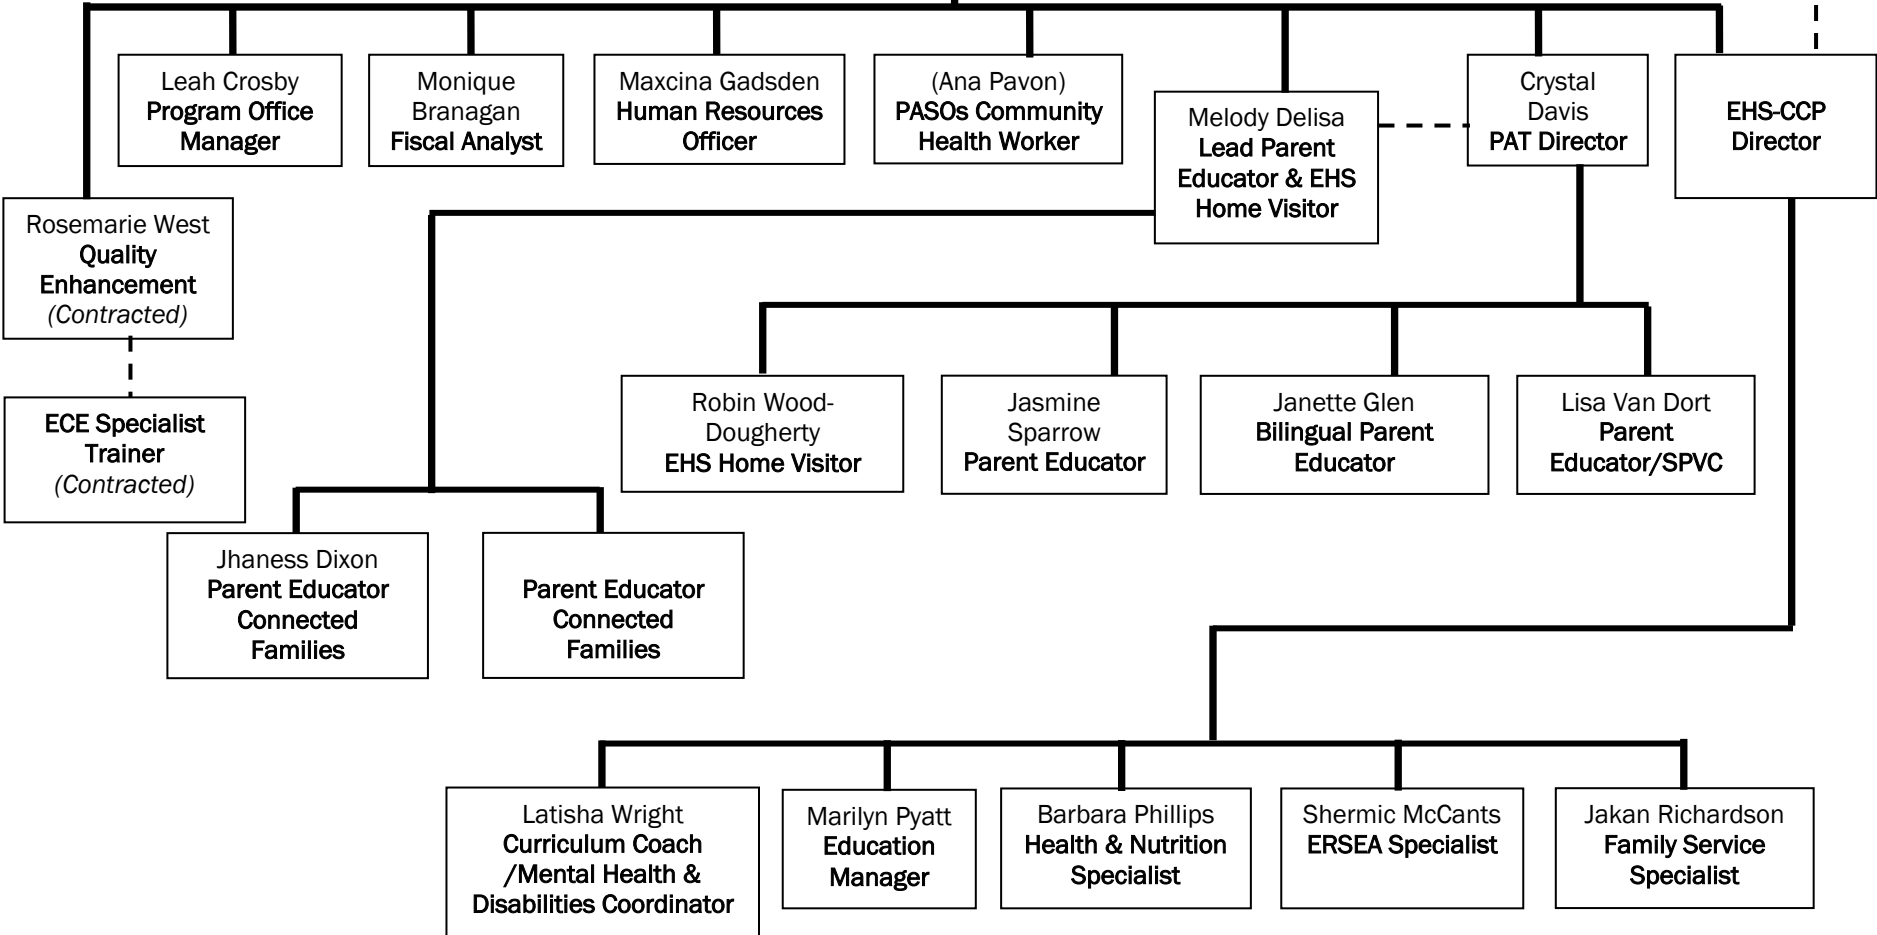 Leah Crosby
Program Office
Manager
Monique
Branagan
Fiscal Analyst
Maxcina Gadsden
Human Resources
Officer
(Ana Pavon)
PASOs Community
Health Worker
Melody Delisa
Lead Parent
Educator & EHS
Home Visitor
Crystal
Davis
PAT Director
EHS-CCP
Director
Rosemarie West
Quality
Enhancement
(Contracted)
ECE Specialist
Trainer
(Contracted)
Robin Wood-
Dougherty
EHS Home Visitor
Jasmine
Sparrow
Parent Educator
Janette Glen
Bilingual Parent
Educator
Lisa Van Dort
Parent
Educator/SPVC
Jhaness Dixon
Parent Educator
Connected
Families
Parent Educator
Connected
Families
Latisha Wright
Curriculum Coach
/Mental Health &
Disabilities Coordinator
Marilyn Pyatt
Education
Manager
Barbara Phillips
Health & Nutrition
Specialist
Shermic McCants
ERSEA Specialist
Jakan Richardson
Family Service
Specialist